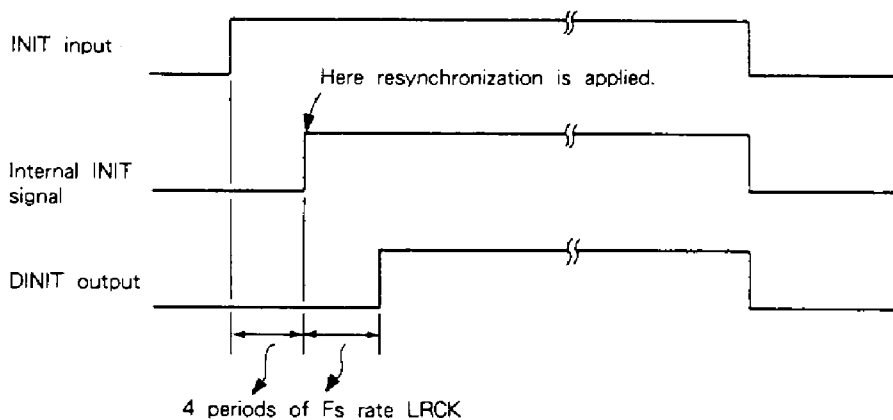 INIT input
Here resynchronization is applied.
Internal INIT
signal
DINIT output
4 periods of Fs rate LRCK